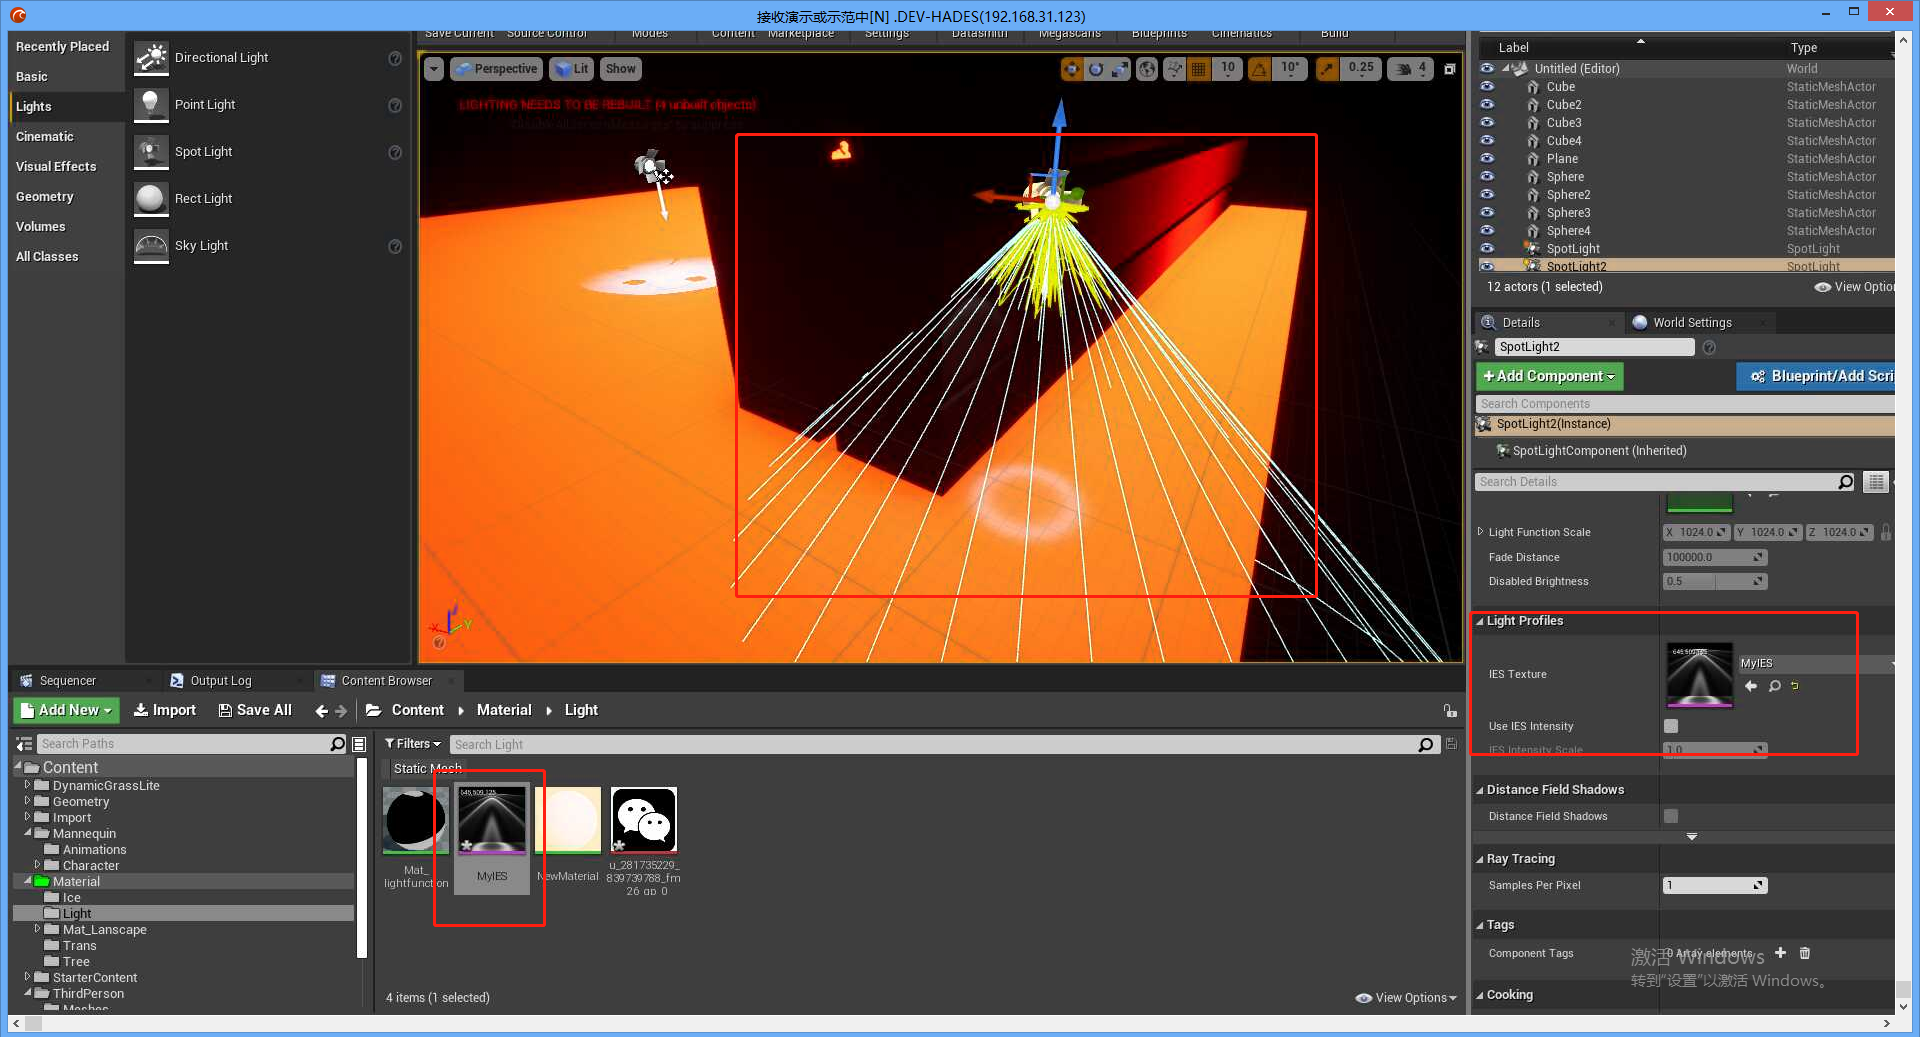 接收演示或示范中[N] .DEV-HADES(192.168.31.123)
Save Current Source Control Modes Content Marketplace Settings Datasmith Megascans Blueprints Cinematics Build
Recently Placed
Basic
Lights
Cinematic
Visual Effects
Geometry
Volumes
All Classes
Directional Light
Point Light
Spot Light
Rect Light
Sky Light
Perspective Lit Show
10 10° 0.25 4
LIGHTING NEEDS TO BE REBUILT (4 unbuilt objects)
X Y
Label Type
Untitled (Editor) World
Cube StaticMeshActor
Cube2 StaticMeshActor
Cube3 StaticMeshActor
Cube4 StaticMeshActor
Plane StaticMeshActor
Sphere StaticMeshActor
Sphere2 StaticMeshActor
Sphere3 StaticMeshActor
Sphere4 StaticMeshActor
SpotLight SpotLight
SpotLight2 SpotLight
12 actors (1 selected) View Option
Details World Settings
SpotLight2
+Add Component Blueprint/Add Scri
Search Components
SpotLight2(Instance)
SpotLightComponent (Inherited)
Search Details
Light Function Scale X 1024.0 Y 1024.0 Z 1024.0
Fade Distance 100000.0
Disabled Brightness 0.5
Light Profiles
645,509,125
IES Texture MyIES
Use IES Intensity
IES Intensity Scale 1.0
Distance Field Shadows
Distance Field Shadows
Ray Tracing
Samples Per Pixel 1
Tags
Component Tags 0 Array elements
Cooking
激活 Windows
转到"设置"以激活 Windows。
Sequencer Output Log Content Browser
Add New Import Save All Content Material Light
Search Paths
Content
DynamicGrassLite
Geometry
Import
Mannequin
Animations
Character
Material
Ice
Light
Mat_Lanscape
Trans
Tree
StarterContent
ThirdPerson
Meshes
Filters Search Light
Static Mesh
645,509,125
Mat_
lightfunction
MyIES
NewMaterial
u_281735229_
839739788_fm
26_gp_0
4 items (1 selected) View Options